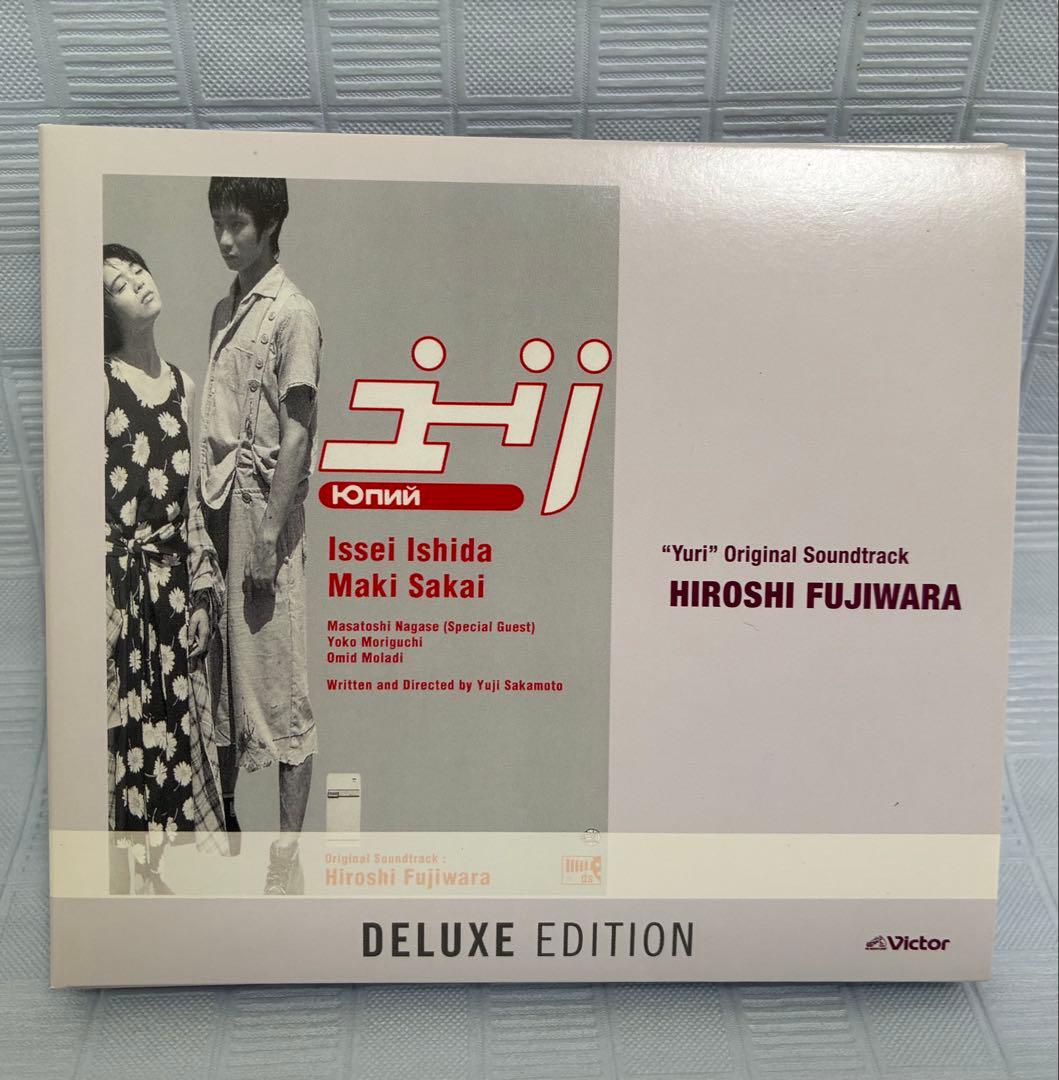 ユーリ
Юпий
Issei Ishida
Maki Sakai
Masatoshi Nagase (Special Guest)
Yoko Moriguchi
Omid Moladi
Written and Directed by Yuji Sakamoto
Original Soundtrack :
Hiroshi Fujiwara
"Yuri" Original Soundtrack
HIROSHI FUJIWARA
DELUXE EDITION
Victor